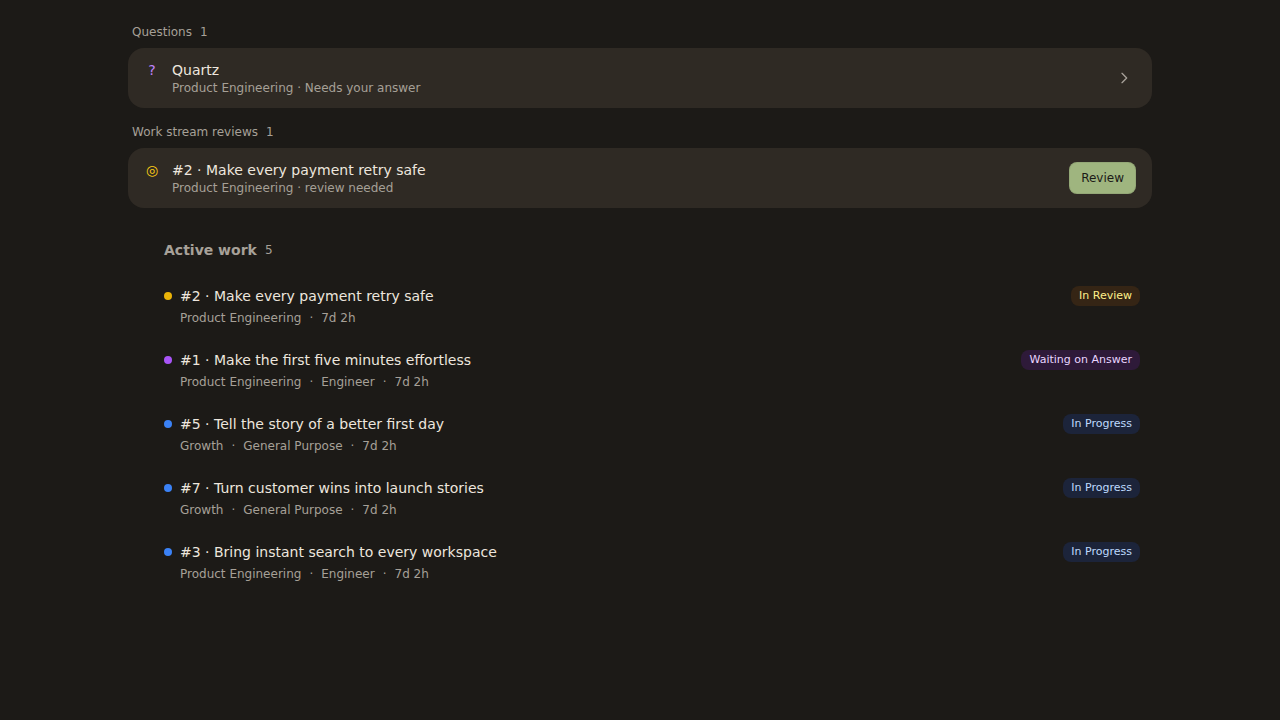 Questions 1
?
Quartz
Product Engineering · Needs your answer
Work stream reviews 1
#2 · Make every payment retry safe
Product Engineering · review needed
Review
Active work 5
#2 · Make every payment retry safe
In Review
Product Engineering · 7d 2h
#1 · Make the first five minutes effortless
Waiting on Answer
Product Engineering · Engineer · 7d 2h
#5 · Tell the story of a better first day
In Progress
Growth · General Purpose · 7d 2h
#7 · Turn customer wins into launch stories
In Progress
Growth · General Purpose · 7d 2h
#3 · Bring instant search to every workspace
In Progress
Product Engineering · Engineer · 7d 2h